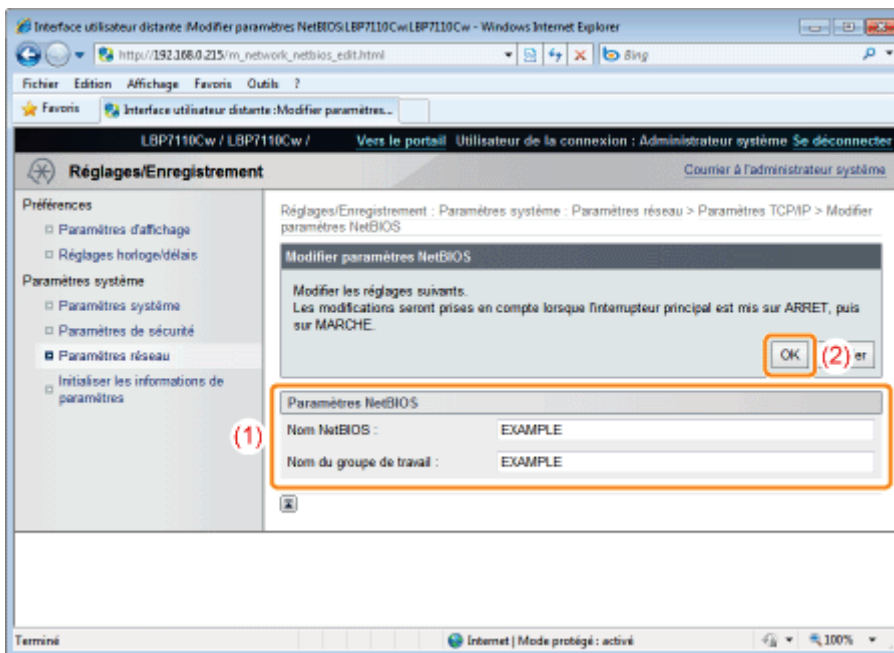 Interface utilisateur distante :Modifier paramètres NetBIOS:LBP7110Cw:LBP7110Cw - Windows Internet Explorer
http://192.168.0.215/m_network_netbios_edit.html
Bing
Fichier Edition Affichage Favoris Outils ?
Favoris
Interface utilisateur distante :Modifier paramètres...
LBP7110Cw / LBP7110Cw /
Vers le portail Utilisateur de la connexion : Administrateur système Se déconnecter
Réglages/Enregistrement
Courrier à l'administrateur système
Préférences
Paramètres d'affichage
Réglages horloge/délais
Paramètres système
Paramètres système
Paramètres de sécurité
Paramètres réseau
Initialiser les informations de
paramètres
Réglages/Enregistrement : Paramètres système : Paramètres réseau > Paramètres TCP/IP > Modifier
paramètres NetBIOS
Modifier paramètres NetBIOS
Modifier les réglages suivants.
Les modifications seront prises en compte lorsque l'interrupteur principal est mis sur ARRET, puis
sur MARCHE.
OK (2) er
(1)
Paramètres NetBIOS
Nom NetBIOS : EXAMPLE
Nom du groupe de travail : EXAMPLE
Terminé
Internet | Mode protégé : activé
100%